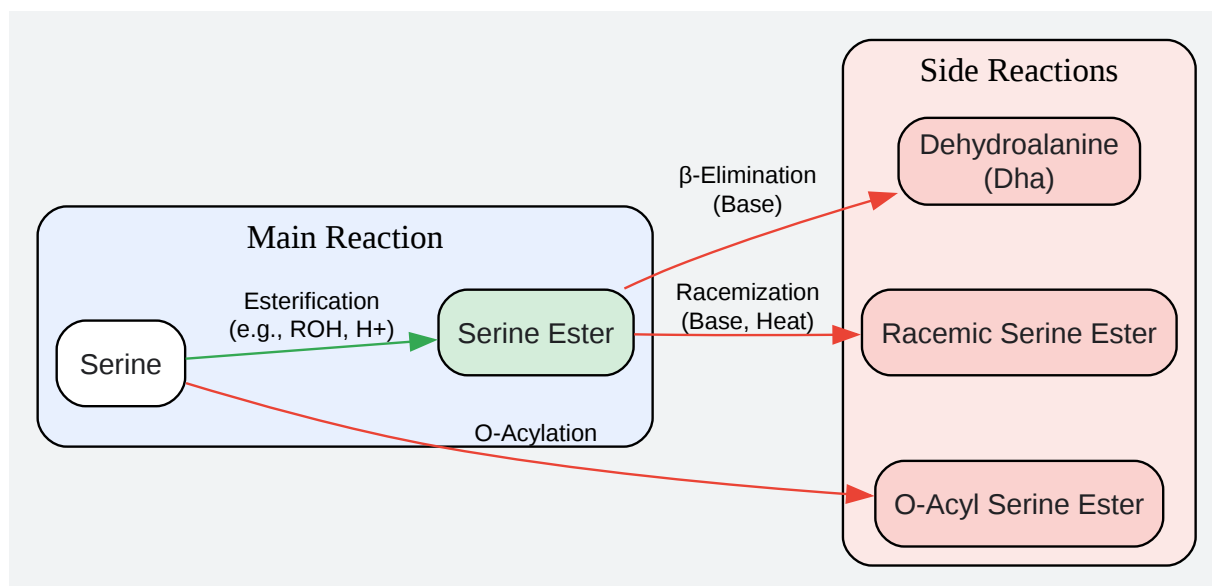 Main Reaction
Serine
Esterification
(e.g., ROH, H+)
Serine Ester
β-Elimination
(Base)
Racemization
(Base, Heat)
O-Acylation
Side Reactions
Dehydroalanine
(Dha)
Racemic Serine Ester
O-Acyl Serine Ester